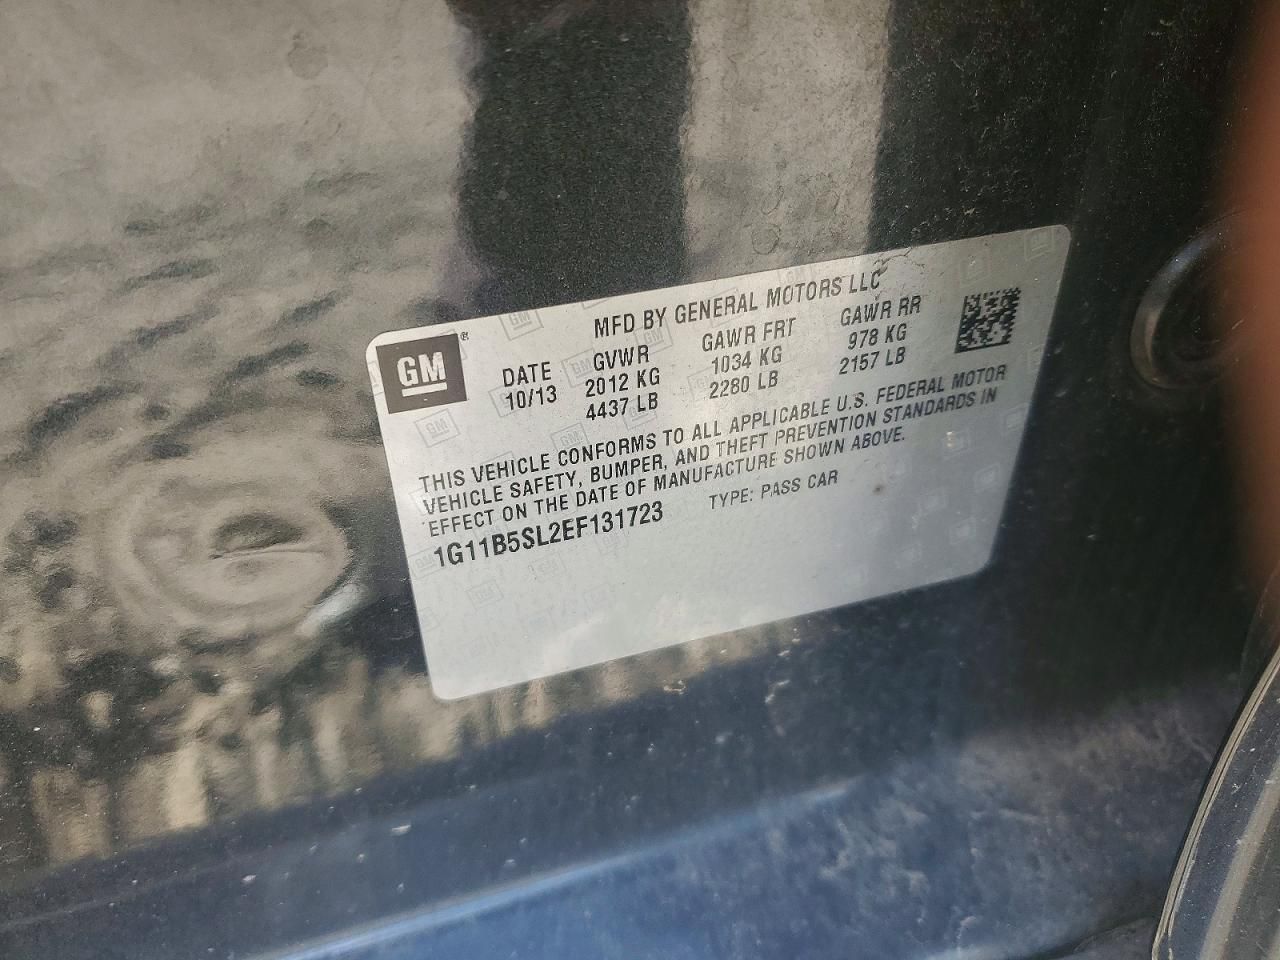 GM®
MFD BY GENERAL MOTORS LLC
DATE GVWR GAWR FRT GAWR RR
10/13 2012 KG 1034 KG 978 KG
4437 LB 2280 LB 2157 LB
THIS VEHICLE CONFORMS TO ALL APPLICABLE U.S. FEDERAL MOTOR
VEHICLE SAFETY, BUMPER, AND THEFT PREVENTION STANDARDS IN
EFFECT ON THE DATE OF MANUFACTURE SHOWN ABOVE.
1G11B5SL2EF131723 TYPE: PASS CAR